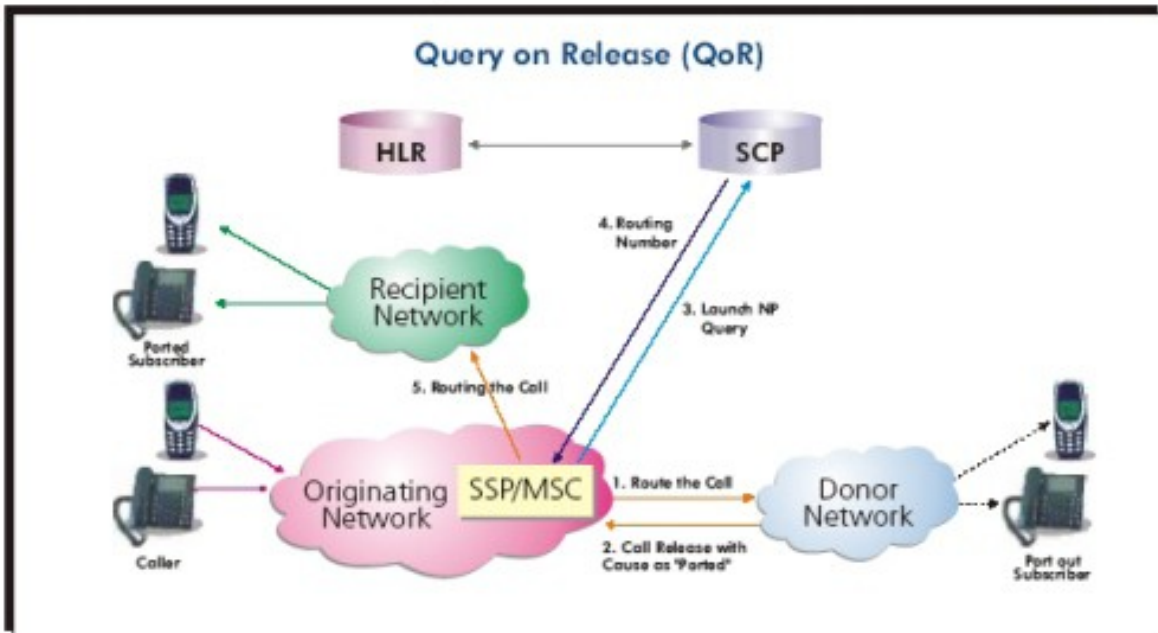 Query on Release (QoR)
HLR
SCP
4. Routing
Number
3. Launch NP
Query
Recipient
Network
Ported
Subscriber
5. Routing the Call
Originating
Network
SSP/MSC
1. Route the Call
2. Call Release with
Cause as "Ported"
Donor
Network
Caller
Port out
Subscriber